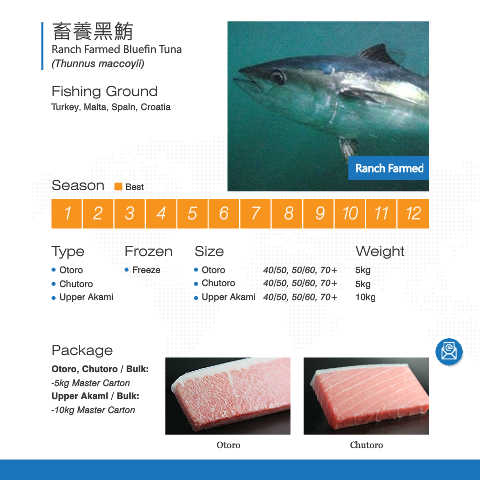 畜養黑鮪
Ranch Farmed Bluefin Tuna
(Thunnus maccoyii)
Fishing Ground
Turkey, Malta, Spain, Croatia
Ranch Farmed
Season Best
1 2 3 4 5 6 7 8 9 10 11 12
Type Frozen Size Weight
Otoro Freeze Otoro 40/50, 50/60, 70+ 5kg
Chutoro Chutoro 40/50, 50/60, 70+ 5kg
Upper Akami Upper Akami 40/50, 50/60, 70+ 10kg
Package
Otoro, Chutoro / Bulk:
-5kg Master Carton
Upper Akami / Bulk:
-10kg Master Carton
Otoro Chutoro